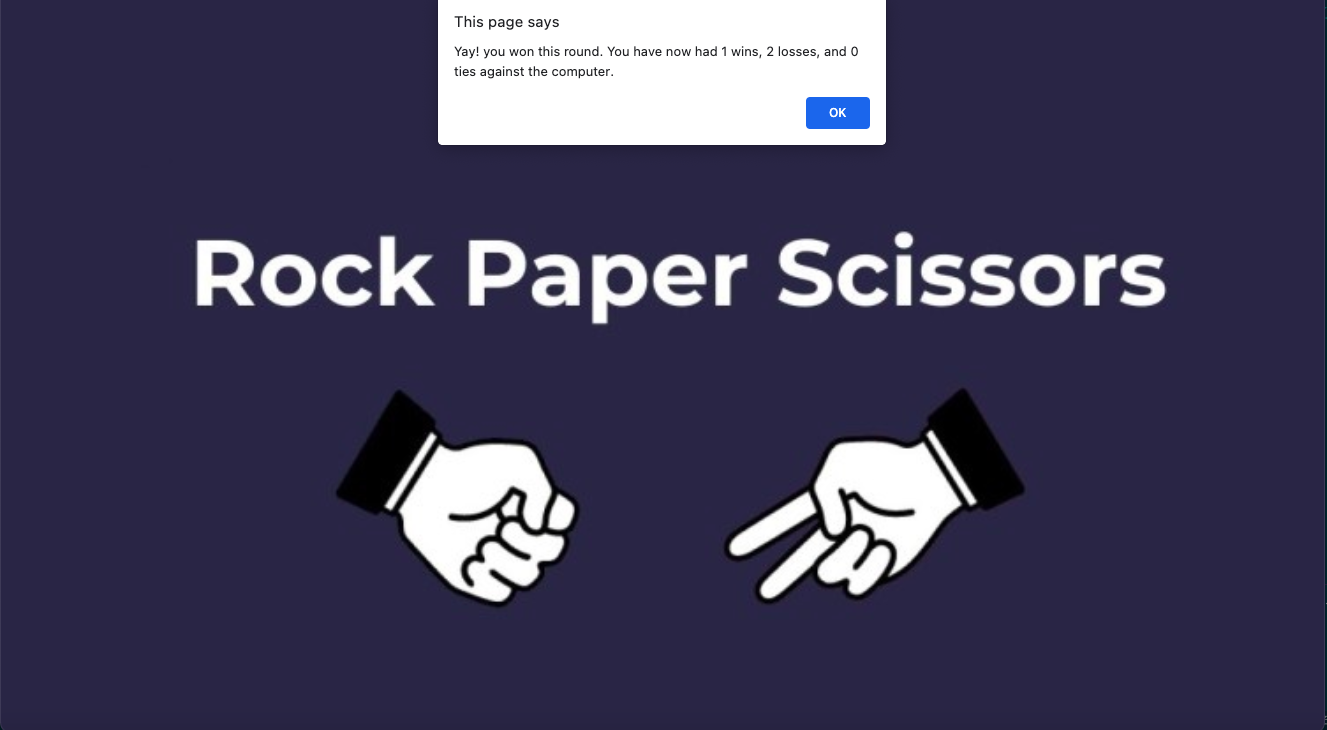 This page says
Yay! you won this round. You have now had 1 wins, 2 losses, and 0
ties against the computer.
OK
Rock Paper Scissors